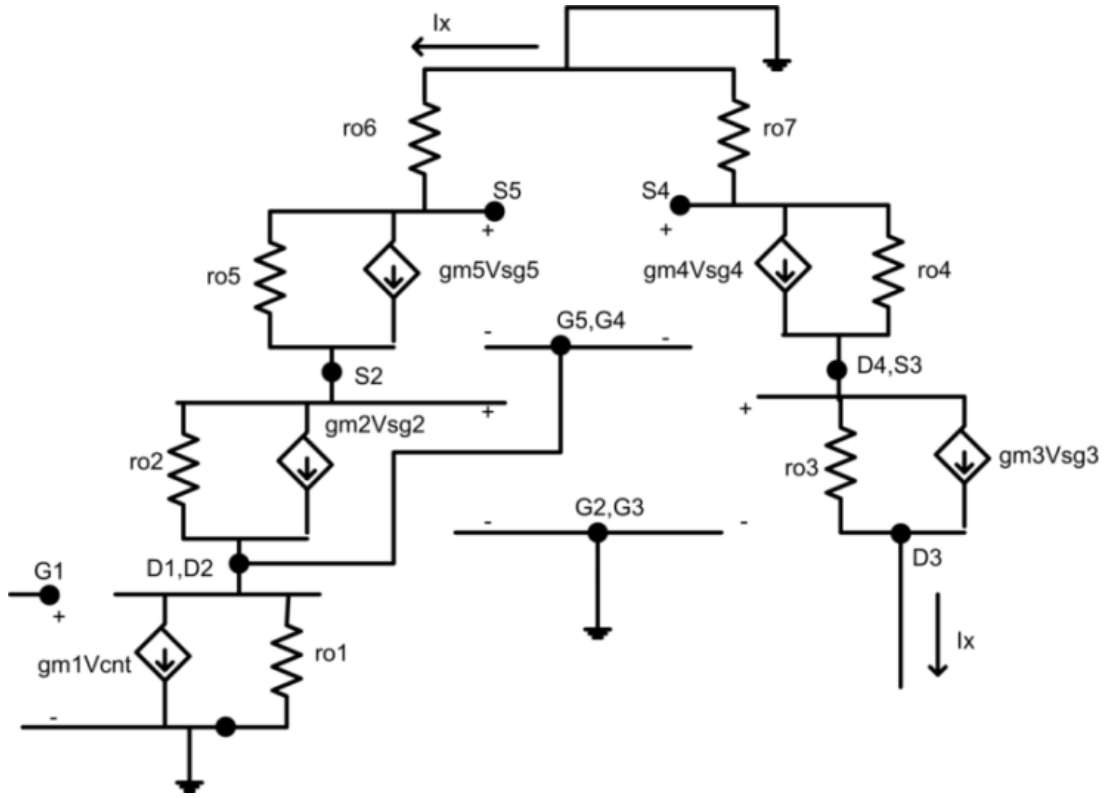 Ix
ro6
ro7
S5
S4
+
+
ro5
gm5Vsg5
gm4Vsg4
ro4
G5,G4
-
-
S2
D4,S3
gm2Vsg2
+
+
ro2
ro3
gm3Vsg3
G2,G3
-
-
D1,D2
D3
G1
+
gm1Vcnt
ro1
Ix
-